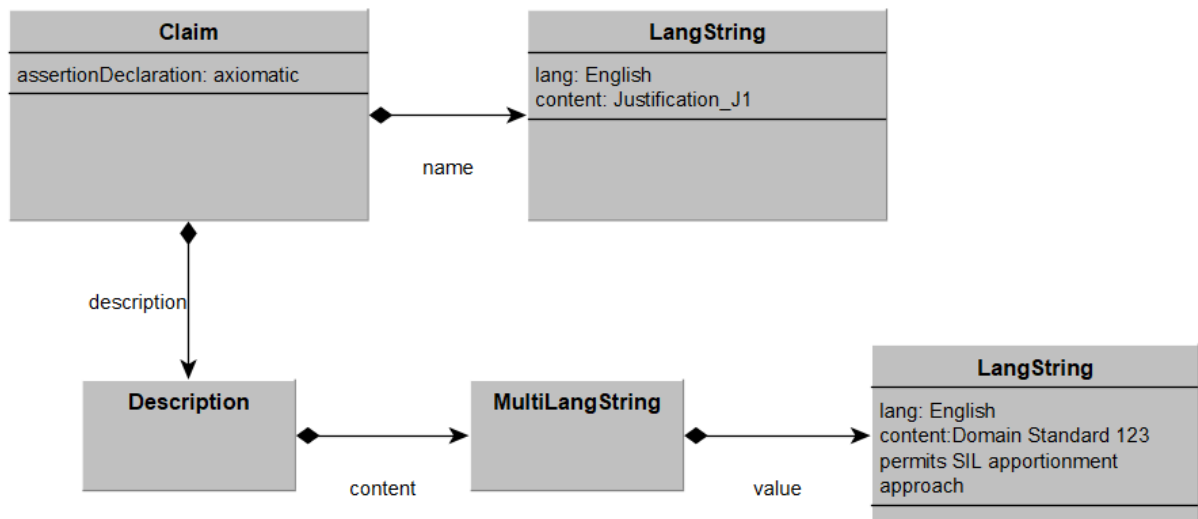 Claim
assertionDeclaration: axiomatic
LangString
lang: English
content: Justification_J1
name
description
Description
content
MultiLangString
value
LangString
lang: English
content:Domain Standard 123
permits SIL apportionment
approach